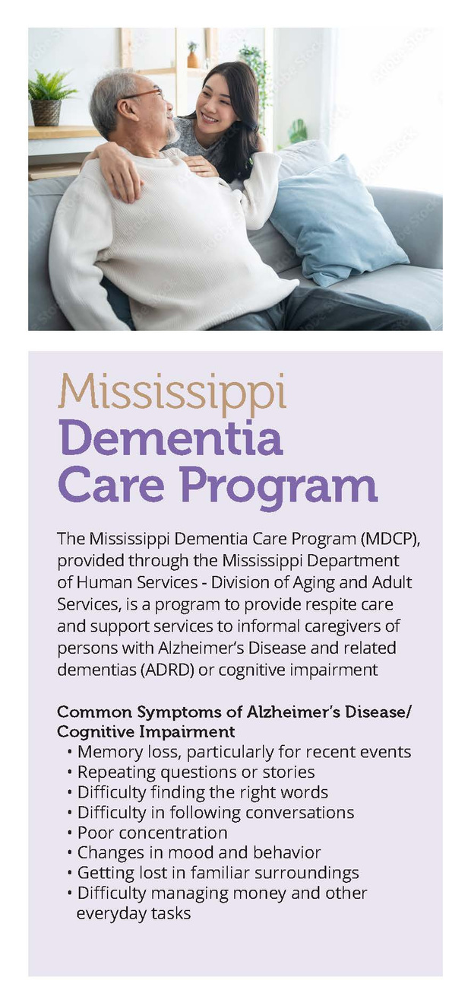 Mississippi
Dementia
Care Program
The Mississippi Dementia Care Program (MDCP),
provided through the Mississippi Department
of Human Services - Division of Aging and Adult
Services, is a program to provide respite care
and support services to informal caregivers of
persons with Alzheimer's Disease and related
dementias (ADRD) or cognitive impairment
Common Symptoms of Alzheimer's Disease/
Cognitive Impairment
• Memory loss, particularly for recent events
• Repeating questions or stories
• Difficulty finding the right words
• Difficulty in following conversations
• Poor concentration
• Changes in mood and behavior
• Getting lost in familiar surroundings
• Difficulty managing money and other
everyday tasks